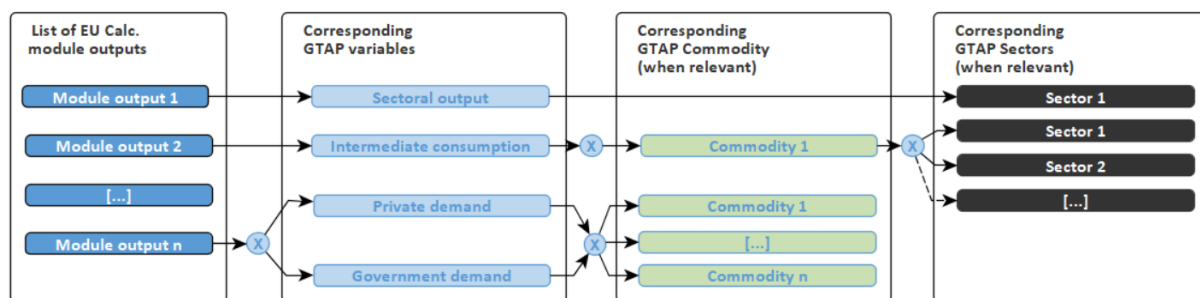 List of EU Calc.
module outputs
Module output 1
Module output 2
[...]
Module output n
X
Corresponding
GTAP variables
Sectoral output
Intermediate consumption
Private demand
Government demand
X
X
Corresponding
GTAP Commodity
(when relevant)
Commodity 1
Commodity 1
[...]
Commodity n
X
Corresponding
GTAP Sectors
(when relevant)
Sector 1
Sector 1
Sector 2
[...]